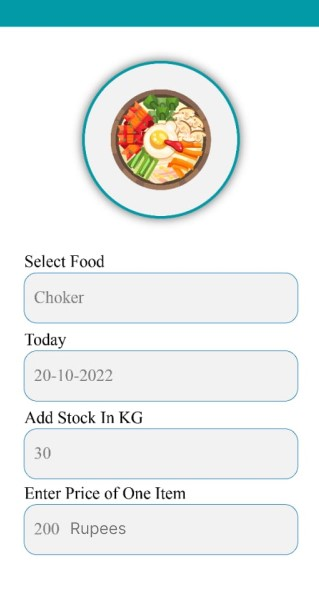 Select Food
Choker
Today
20-10-2022
Add Stock In KG
30
Enter Price of One Item
200 Rupees